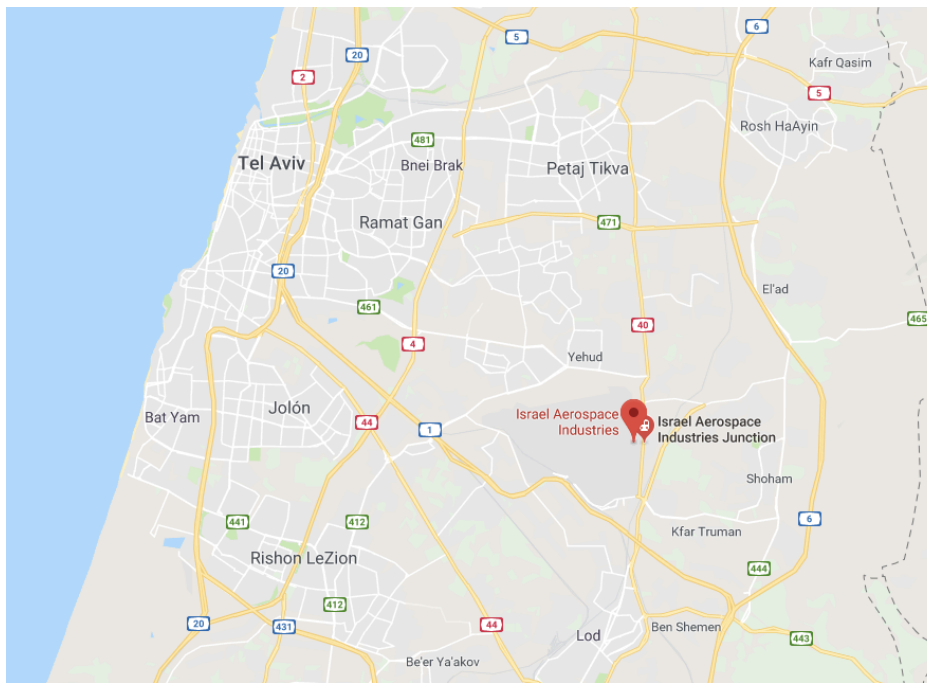 6
5
Kafr Qasim
20
2
5
Rosh HaAyin
481
Tel Aviv
Bnei Brak
Petaj Tikva
Ramat Gan
471
20
El'ad
461
465
40
4
Yehud
Israel Aerospace
Industries
Israel Aerospace
Industries Junction
Jolón
Bat Yam
44
1
Shoham
441
412
6
Kfar Truman
Rishon LeZion
444
412
20
431
44
Ben Shemen
Lod
443
Be'er Ya'akov